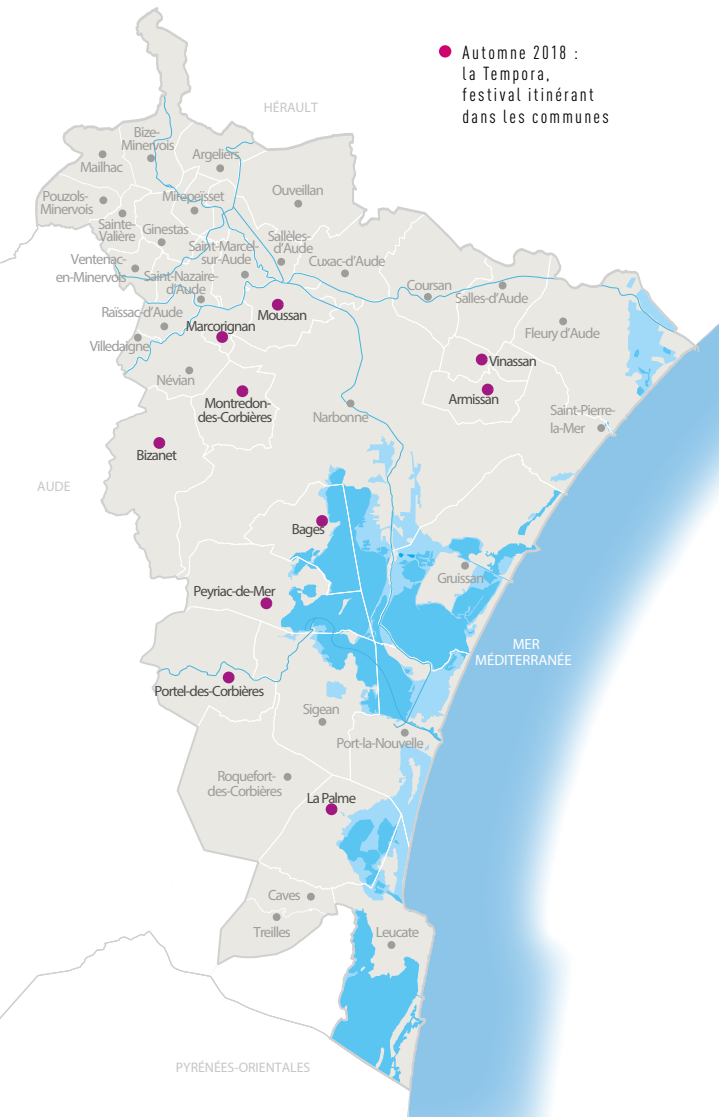 Automne 2018 :
la Tempora,
festival itinérant
dans les communes
HÉRAULT
Bize-
Minervois
Mailhac
Argeliers
Pouzols-
Minervois
Mirepeïsset
Ouveillan
Sainte-
Valière
Ginestas
Saint-Marcel-
sur-Aude
Sallèles-
d'Aude
Cuxac-d'Aude
Ventenac-
en-Minervois
Saint-Nazaire-
d'Aude
Coursan
Salles-d'Aude
Raïssac-d'Aude
Moussan
Marcorignan
Fleury d'Aude
Villedaigne
Vinassan
Névian
Armissan
Montredon-
des-Corbières
Narbonne
Saint-Pierre-
la-Mer
Bizanet
AUDE
Bages
Gruissan
Peyriac-de-Mer
MER
MÉDITERRANÉE
Portel-des-Corbières
Sigean
Port-la-Nouvelle
Roquefort-
des-Corbières
La Palme
Caves
Treilles
Leucate
PYRÉNÉES-ORIENTALES